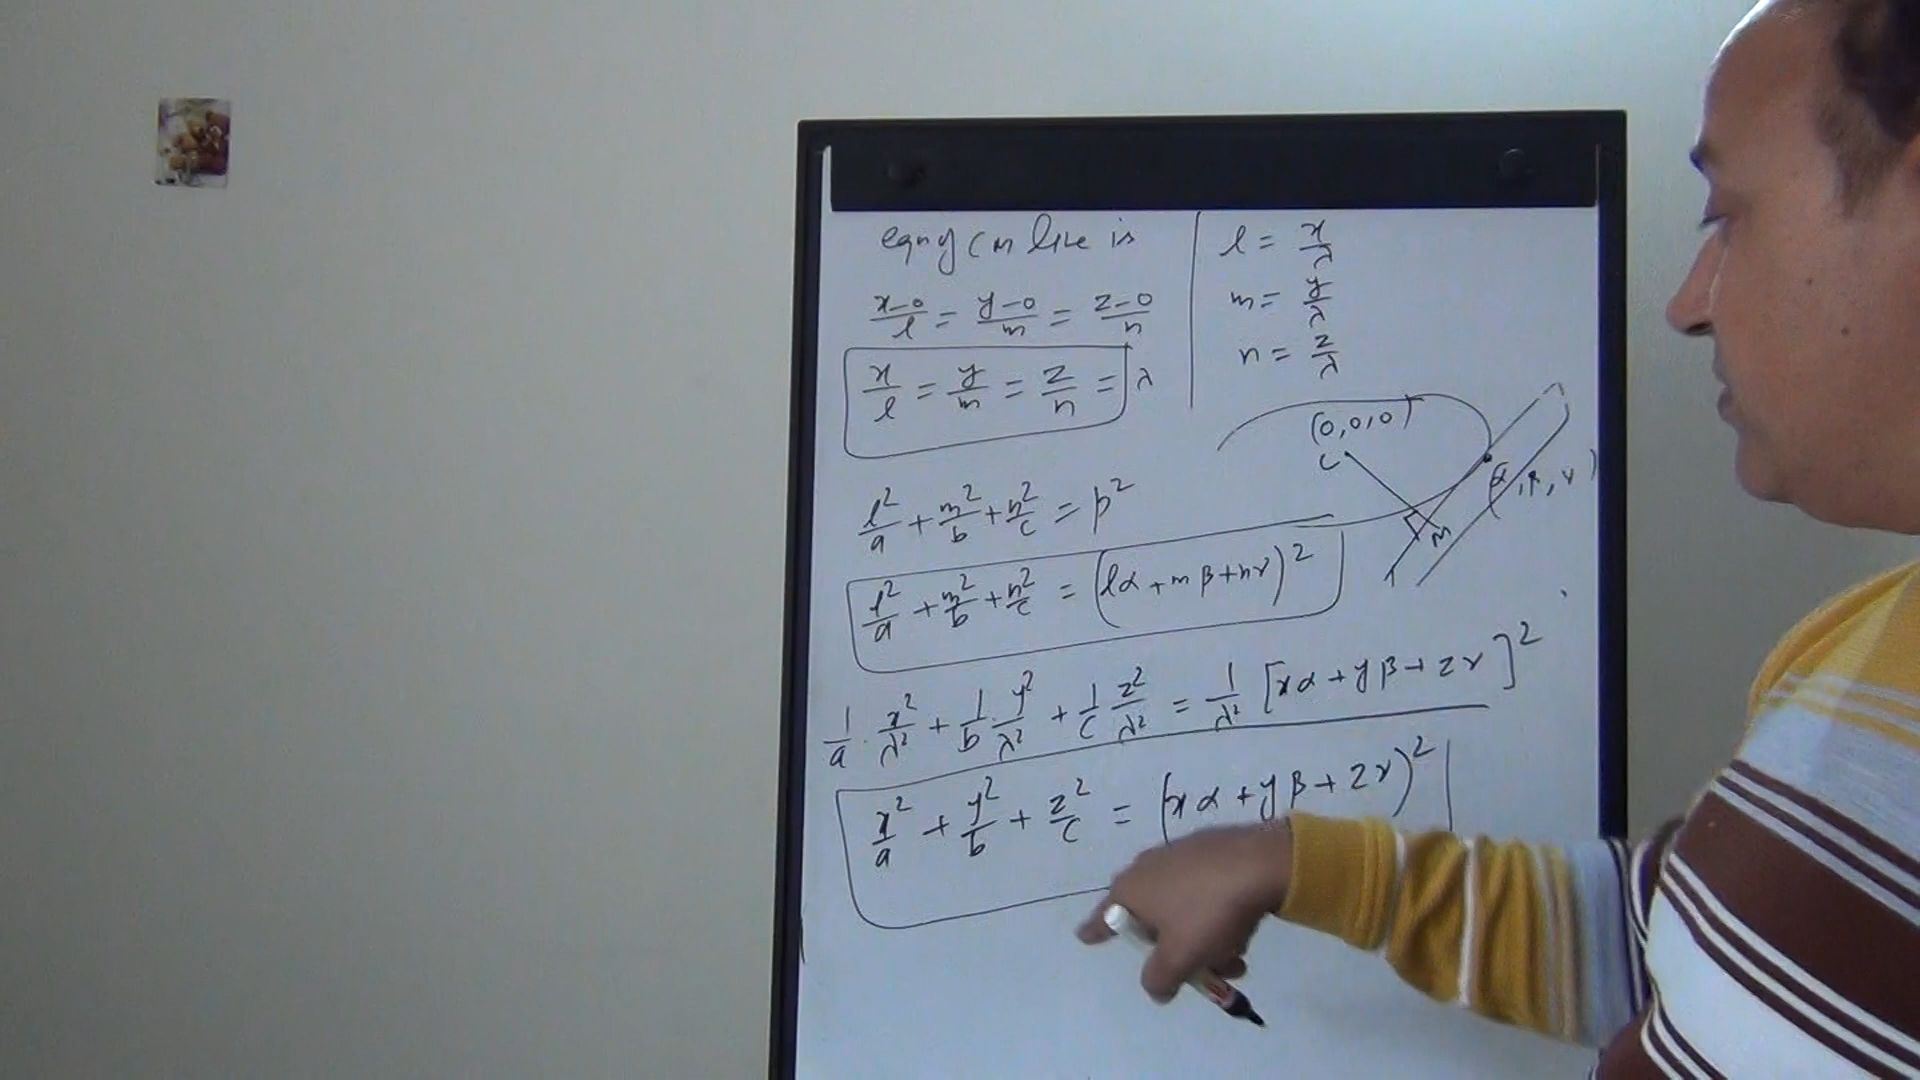 eqn of CM line is
x-0/l = y-0/m = z-0/n
x/l = y/m = z/n = λ
l = x/λ
m = y/λ
n = z/λ
(0,0,0)
C
(α, β, γ)
M
l²/a + m²/b + n²/c = p²
l²/a + m²/b + n²/c = (lα + mβ + nγ)²
1/a · x²/λ² + 1/b · y²/λ² + 1/c z²/λ² = 1/λ² [xα + yβ + zγ]²
x²/a + y²/b + z²/c = (xα + yβ + zγ)²